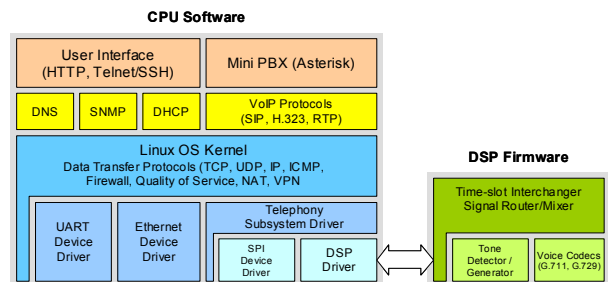 CPU Software
User Interface
(HTTP, Telnet/SSH)
Mini PBX (Asterisk)
DNS
SNMP
DHCP
VoIP Protocols
(SIP, H.323, RTP)
Linux OS Kernel
Data Transfer Protocols (TCP, UDP, IP, ICMP,
Firewall, Quality of Service, NAT, VPN
UART
Device
Driver
Ethernet
Device
Driver
Telephony
Subsystem Driver
SPI
Device
Driver
DSP
Driver
DSP Firmware
Time-slot Interchanger
Signal Router/Mixer
Tone
Detector /
Generator
Voice Codecs
(G.711, G.729)